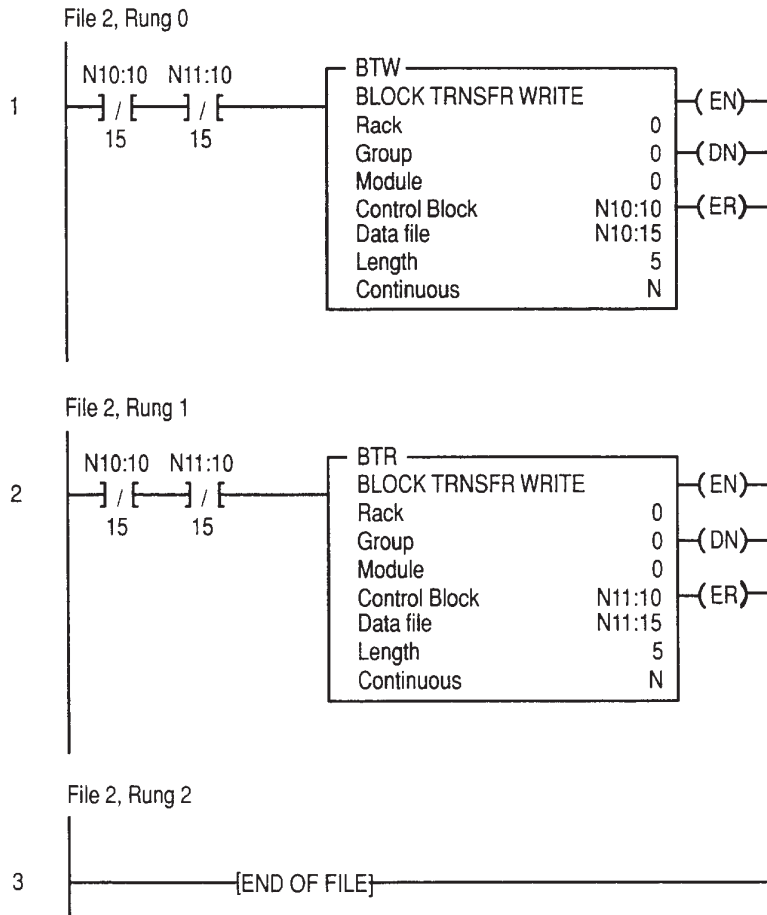 File 2, Rung 0
1
N10:10 N11:10
/ /
15 15
BTW
BLOCK TRNSFR WRITE
Rack 0
Group 0
Module 0
Control Block N10:10
Data file N10:15
Length 5
Continuous N
(EN)
(DN)
(ER)
File 2, Rung 1
2
N10:10 N11:10
/ /
15 15
BTR
BLOCK TRNSFR WRITE
Rack 0
Group 0
Module 0
Control Block N11:10
Data file N11:15
Length 5
Continuous N
(EN)
(DN)
(ER)
File 2, Rung 2
3
[END OF FILE]